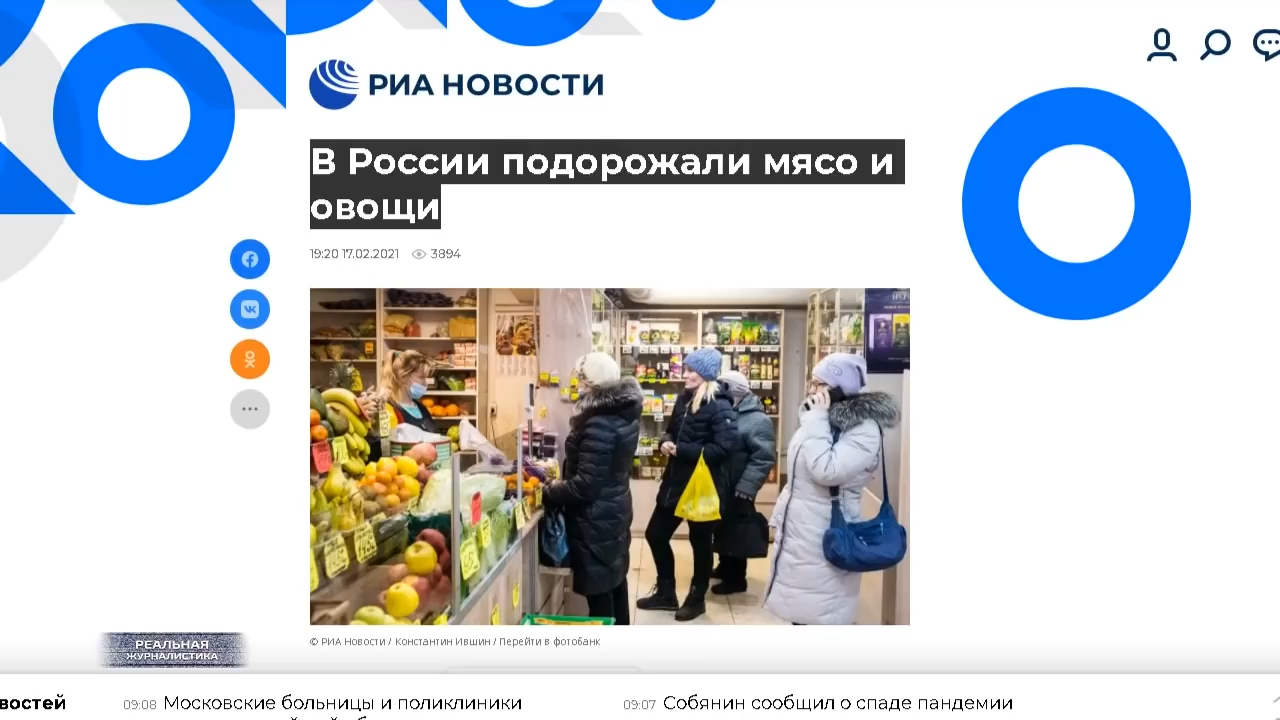 РИА НОВОСТИ
В России подорожали мясо и
овощи
19:20 17.02.2021 3894
© РИА Новости / Константин Ившин / Перейти в фотобанк
РЕАЛЬНАЯ
ЖУРНАЛИСТИКА
востей
09:08 Московские больницы и поликлиники
09:07 Собянин сообщил о спаде пандемии